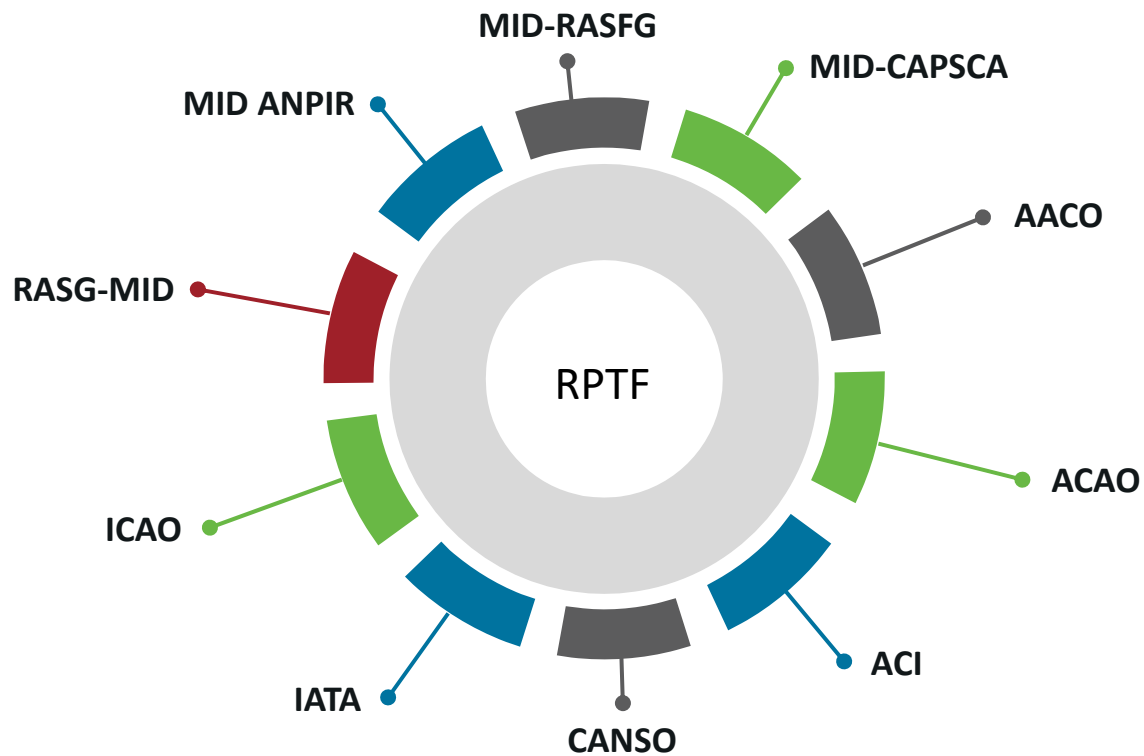 MID-RASFG
MID-CAPSCA
MID ANPIR
AACO
RASG-MID
RPTF
ACAO
ICAO
ACI
IATA
CANSO